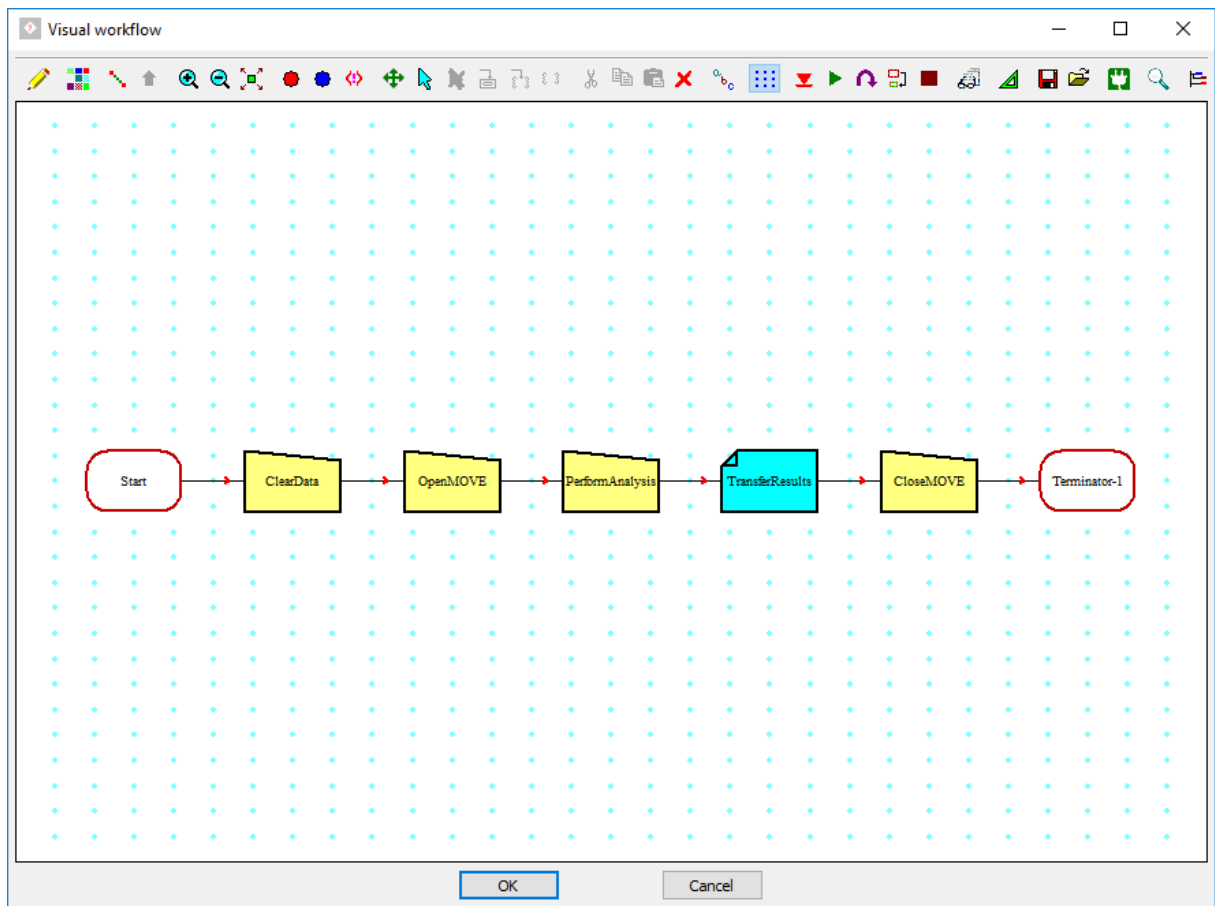 Visual workflow
Start
ClearData
OpenMOVE
PerformAnalysis
TransferResults
CloseMOVE
Terminator-1
OK
Cancel